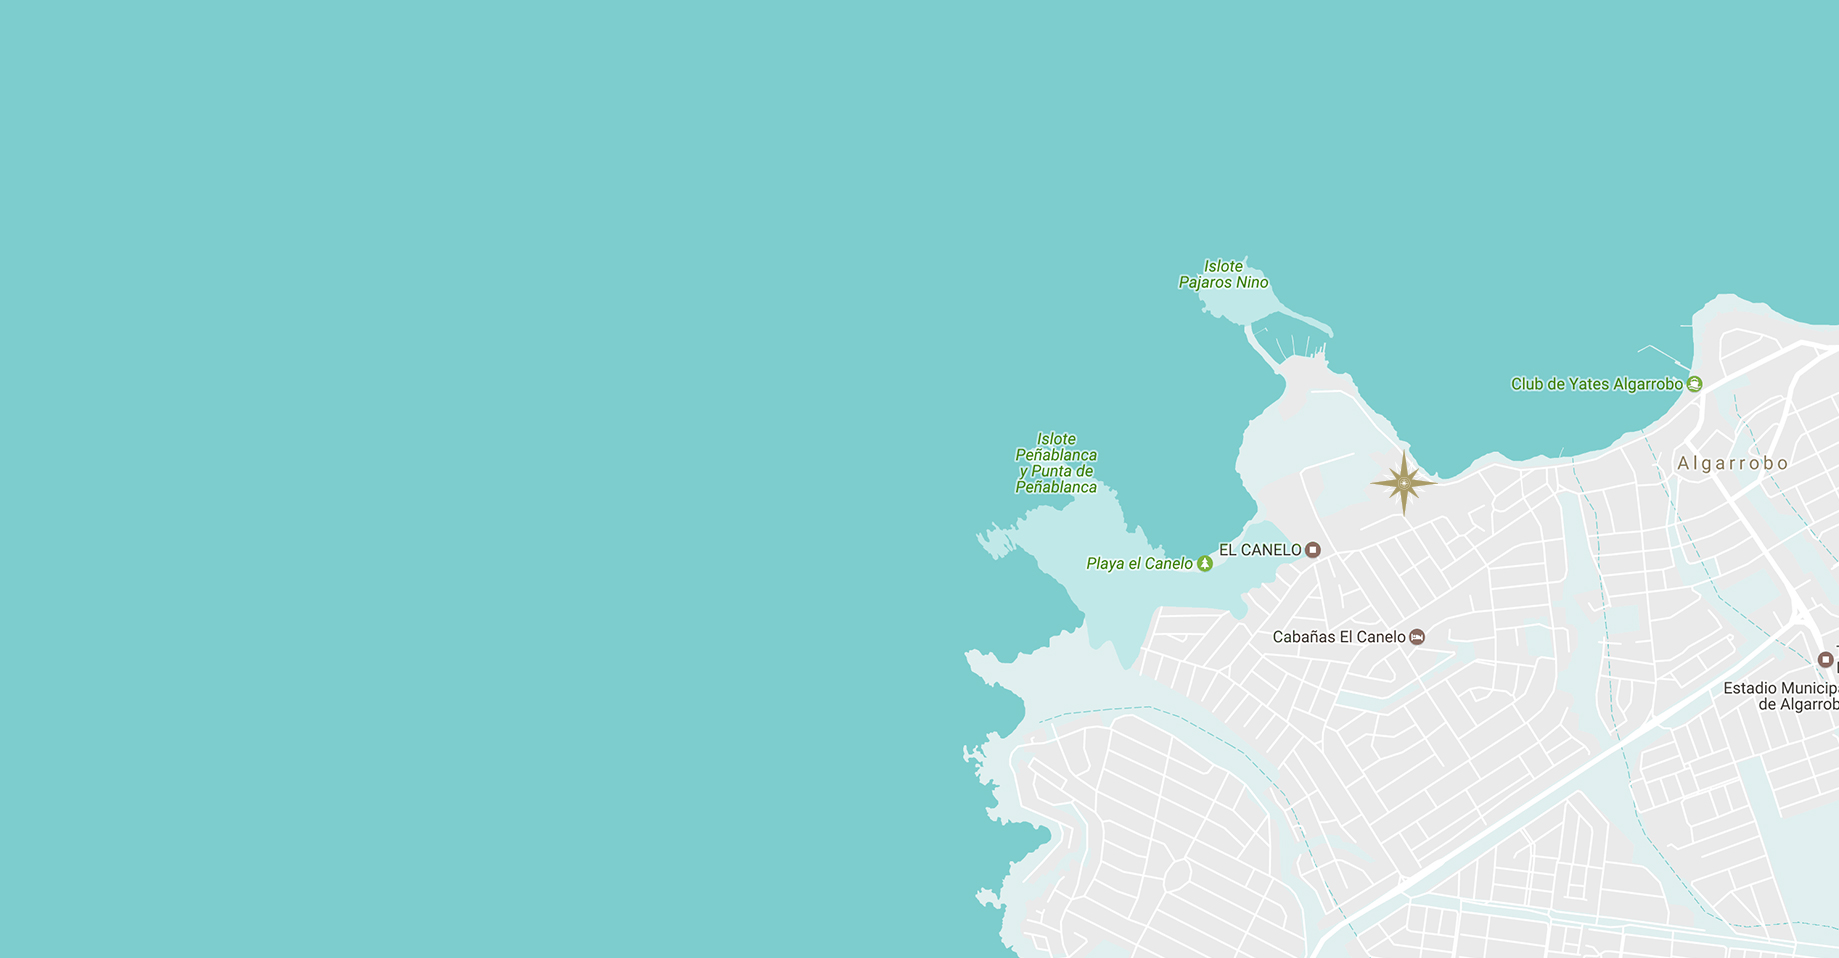 Islote
Pajaros Nino
Club de Yates Algarrobo
Islote
Peñablanca
y Punta de
Peñablanca
Algarrobo
EL CANELO
Playa el Canelo
Cabañas El Canelo
Estadio Municipa
de Algarrob